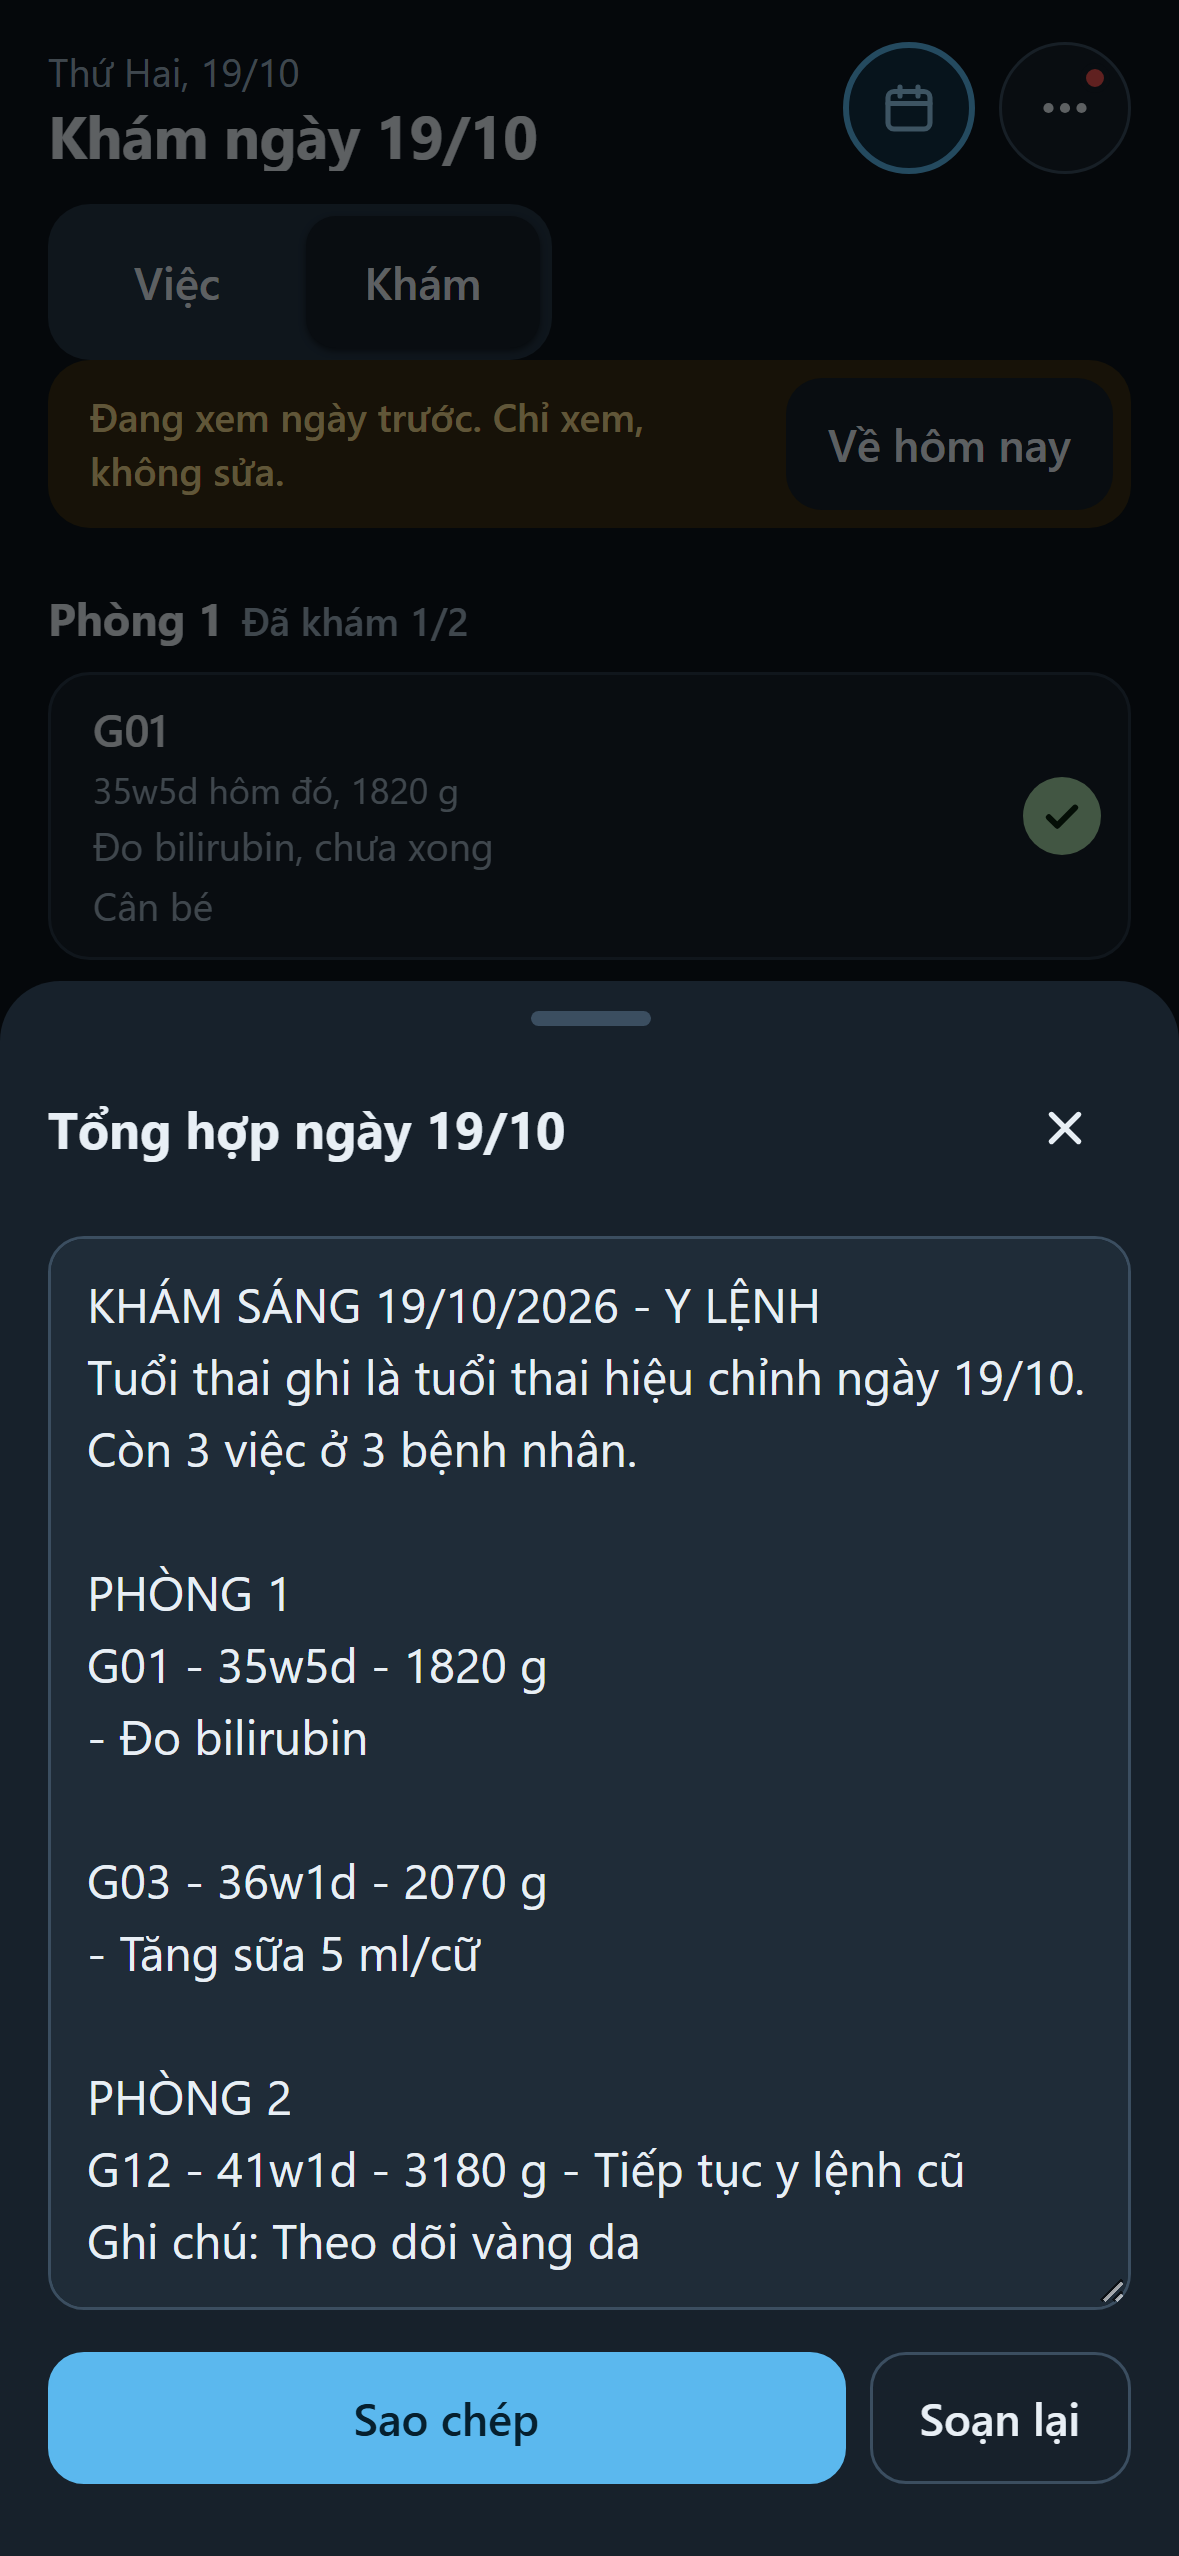 Thứ Hai, 19/10
Khám ngày 19/10
Việc
Khám
Đang xem ngày trước. Chỉ xem,
không sửa.
Về hôm nay
Phòng 1 Đã khám 1/2
G01
35w5d hôm đó, 1820 g
Đo bilirubin, chưa xong
Cân bé
Tổng hợp ngày 19/10
KHÁM SÁNG 19/10/2026 - Y LỆNH
Tuổi thai ghi là tuổi thai hiệu chỉnh ngày 19/10.
Còn 3 việc ở 3 bệnh nhân.
PHÒNG 1
G01 - 35w5d - 1820 g
- Đo bilirubin
G03 - 36w1d - 2070 g
- Tăng sữa 5 ml/cữ
PHÒNG 2
G12 - 41w1d - 3180 g - Tiếp tục y lệnh cũ
Ghi chú: Theo dõi vàng da
Sao chép
Soạn lại